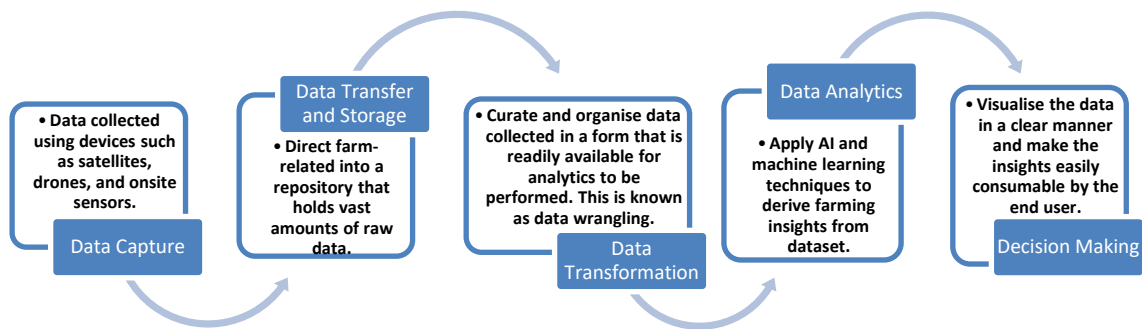 • Data collected
using devices such
as satellites,
drones, and onsite
sensors.
Data Capture
Data Transfer
and Storage
• Direct farm-
related into a
repository that
holds vast
amounts of raw
data.
• Curate and organise data
collected in a form that is
readily available for
analytics to be
performed. This is known
as data wrangling.
Data
Transformation
Data Analytics
• Apply AI and
machine learning
techniques to
derive farming
insights from
dataset.
• Visualise the data
in a clear manner
and make the
insights easily
consumable by the
end user.
Decision Making